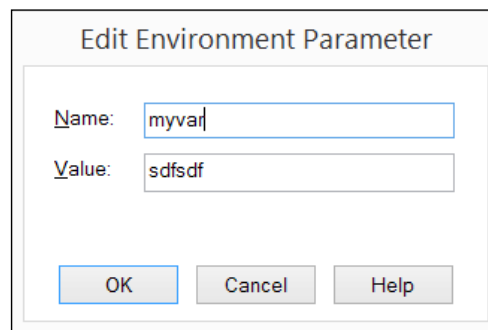 Edit Environment Parameter
Name: myvar
Value: sdfsdf
OK Cancel Help